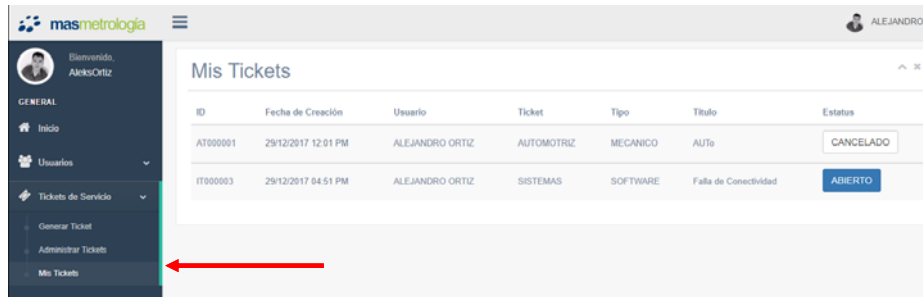 masmetrología
ALEJANDRO
Bienvenido,
AleksOrtiz
GENERAL
Inicio
Usuarios
Tickets de Servicio
Generar Ticket
Administrar Tickets
Mis Tickets
Mis Tickets
ID Fecha de Creación Usuario Ticket Tipo Titulo Estatus
AT000001 29/12/2017 12:01 PM ALEJANDRO ORTIZ AUTOMOTRIZ MECANICO AUTo CANCELADO
IT000003 29/12/2017 04:51 PM ALEJANDRO ORTIZ SISTEMAS SOFTWARE Falla de Conectividad ABIERTO